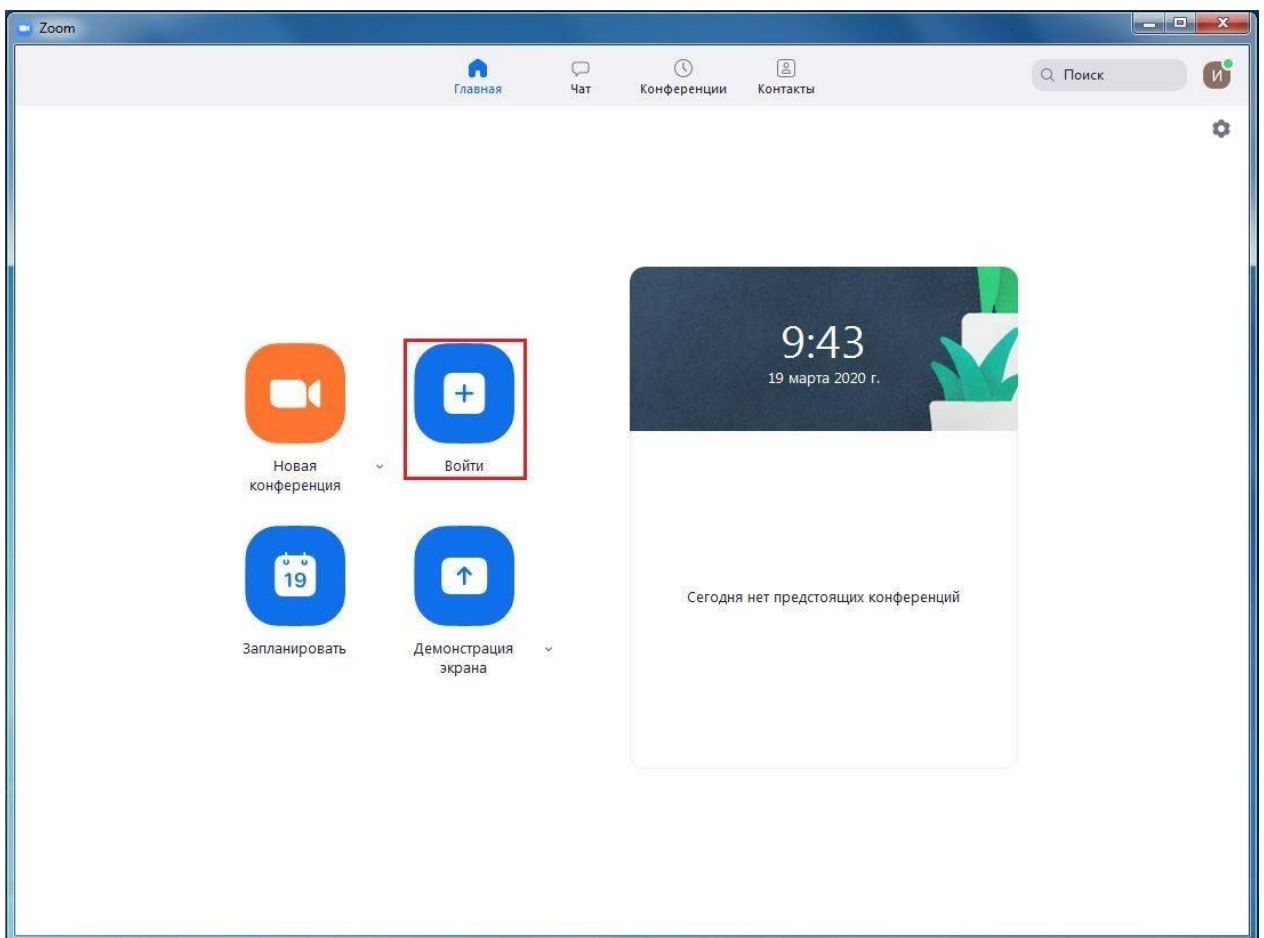 Zoom
Главная
Чат
Конференции
Контакты
Поиск
И
9:43
19 марта 2020 г.
Новая
конференция
Войти
19
Запланировать
Демонстрация
экрана
Сегодня нет предстоящих конференций